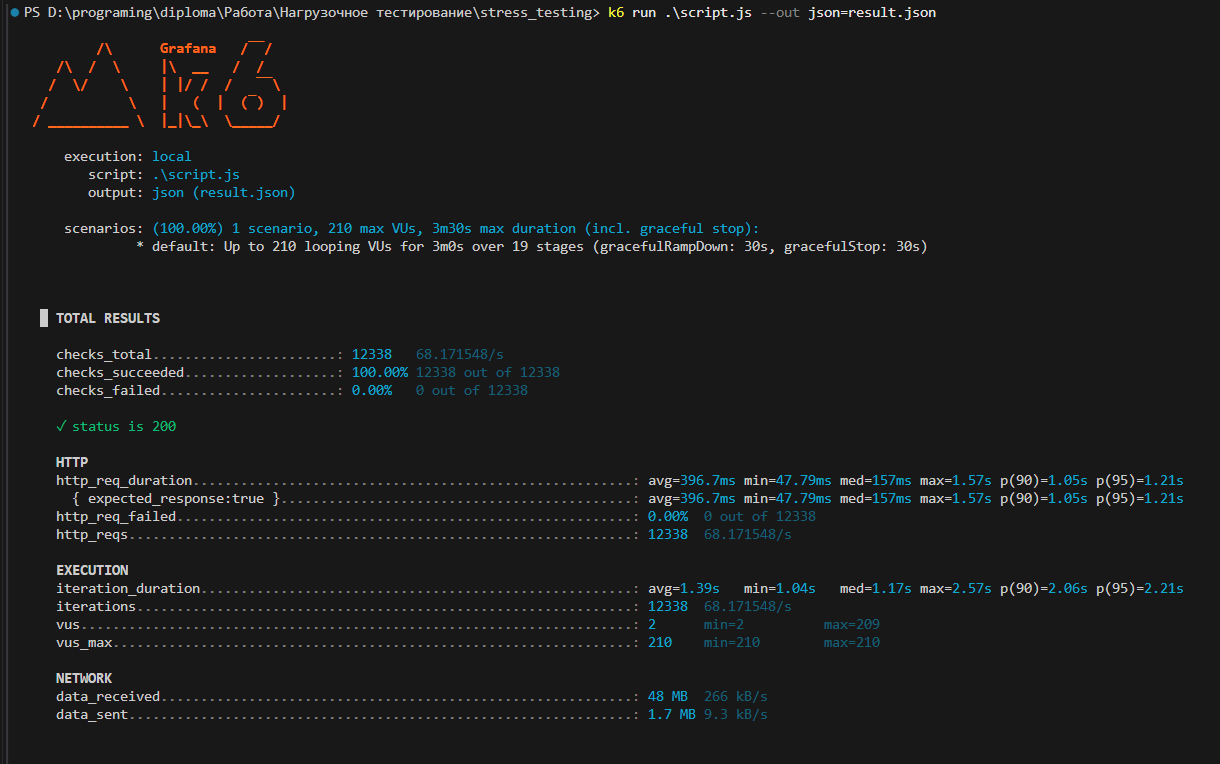 PS D:\programing\diploma\Работа\Нагрузочное тестирование\stress_testing> k6 run .\script.js --out json=result.json
Grafana
execution: local
script: .\script.js
output: json (result.json)
scenarios: (100.00%) 1 scenario, 210 max VUs, 3m30s max duration (incl. graceful stop):
* default: Up to 210 looping VUs for 3m0s over 19 stages (gracefulRampDown: 30s, gracefulStop: 30s)
TOTAL RESULTS
checks_total.......................: 12338 68.171548/s
checks_succeeded...................: 100.00% 12338 out of 12338
checks_failed......................: 0.00% 0 out of 12338
✓ status is 200
HTTP
http_req_duration.......................................................: avg=396.7ms min=47.79ms med=157ms max=1.57s p(90)=1.05s p(95)=1.21s
{ expected_response:true }............................................: avg=396.7ms min=47.79ms med=157ms max=1.57s p(90)=1.05s p(95)=1.21s
http_req_failed.........................................................: 0.00% 0 out of 12338
http_reqs...............................................................: 12338 68.171548/s
EXECUTION
iteration_duration......................................................: avg=1.39s min=1.04s med=1.17s max=2.57s p(90)=2.06s p(95)=2.21s
iterations..............................................................: 12338 68.171548/s
vus.....................................................................: 2 min=2 max=209
vus_max.................................................................: 210 min=210 max=210
NETWORK
data_received...........................................................: 48 MB 266 kB/s
data_sent...............................................................: 1.7 MB 9.3 kB/s